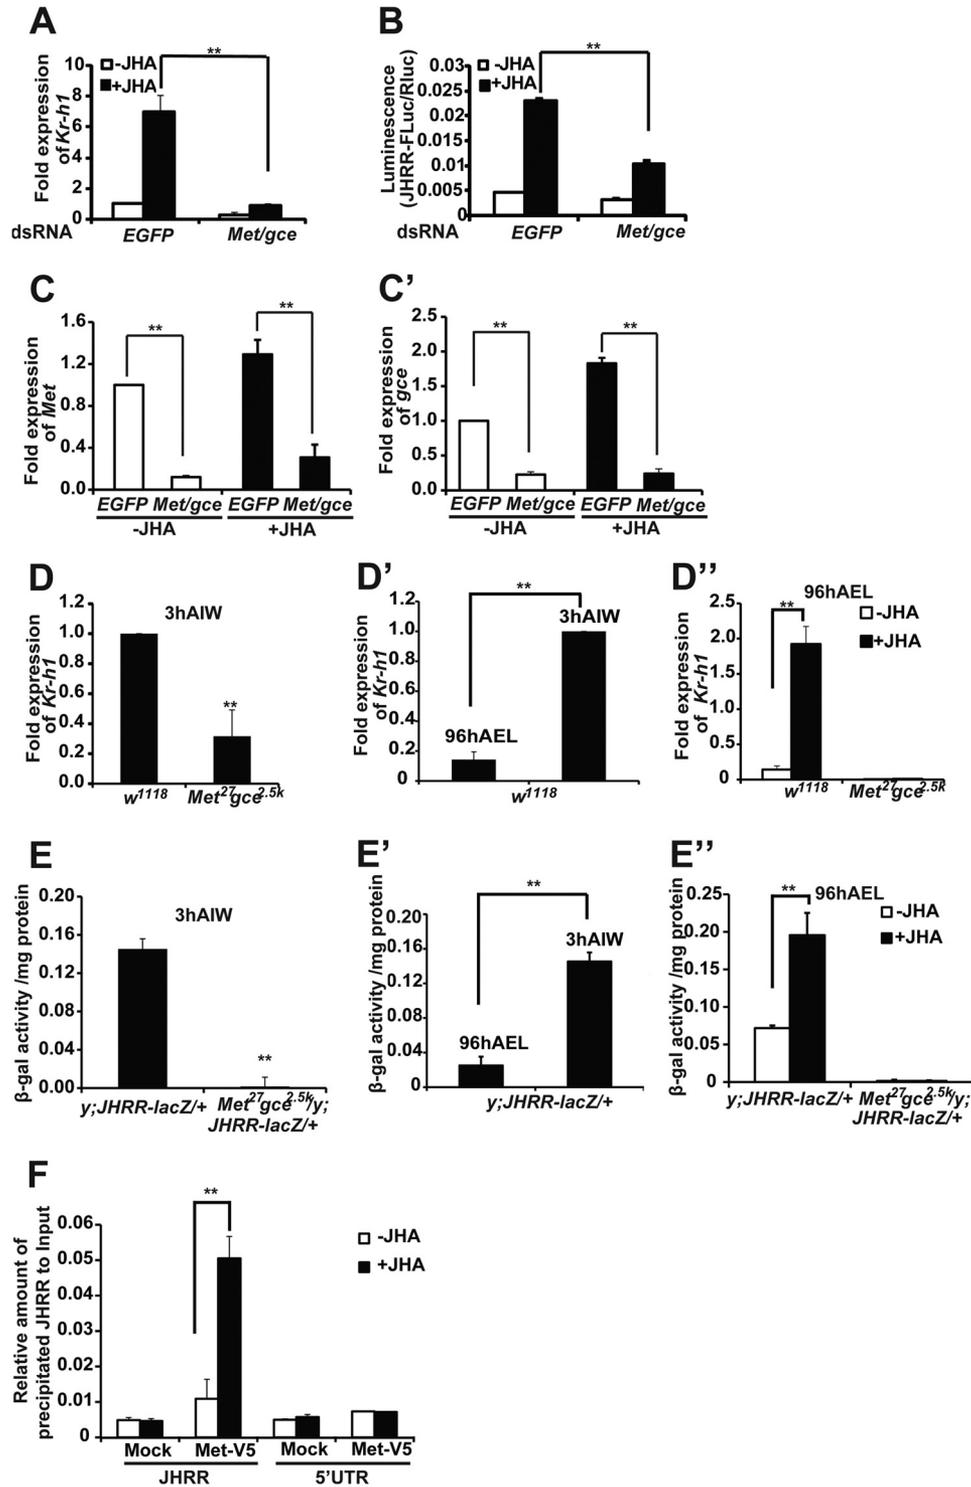 A
Fold expression
of Kr-h1
10
8
6
4
2
0
-JHA
+JHA
**
dsRNA
EGFP
Met/gce
B
Luminescence
(JHRR-FLuc/Rluc)
0.03
0.025
0.02
0.015
0.01
0.005
0
-JHA
+JHA
**
dsRNA
EGFP
Met/gce
C
Fold expression
of Met
1.6
1.2
0.8
0.4
0.0
**
**
EGFP Met/gce
EGFP Met/gce
-JHA
+JHA
C’
Fold expression
of gce
2.5
2.0
1.5
1.0
0.5
0.0
**
**
EGFP Met/gce
EGFP Met/gce
-JHA
+JHA
D
Fold expression
of Kr-h1
1.2
1.0
0.8
0.6
0.4
0.2
0.0
3hAIW
**
w1118
Met27gce2.5k
D’
Fold expression
of Kr-h1
1.2
1.0
0.8
0.6
0.4
0.2
0
**
3hAIW
96hAEL
w1118
D’’
Fold expression
of Kr-h1
2.5
2.0
1.5
1.0
0.5
0
96hAEL
**
-JHA
+JHA
w1118
Met27gce2.5k
E
β-gal activity /mg protein
0.20
0.16
0.12
0.08
0.04
0.00
3hAIW
**
y;JHRR-lacZ/+
Met27gce2.5k/y;
JHRR-lacZ/+
E’
β-gal activity /mg protein
0.20
0.16
0.12
0.08
0.04
0
**
3hAIW
96hAEL
y;JHRR-lacZ/+
E’’
β-gal activity /mg protein
0.25
0.20
0.15
0.10
0.05
0
**
96hAEL
-JHA
+JHA
y;JHRR-lacZ/+
Met27gce2.5k/y;
JHRR-lacZ/+
F
Relative amount of
precipitated JHRR to Input
0.06
0.05
0.04
0.03
0.02
0.01
0
**
-JHA
+JHA
Mock
Met-V5
Mock
Met-V5
JHRR
5’UTR